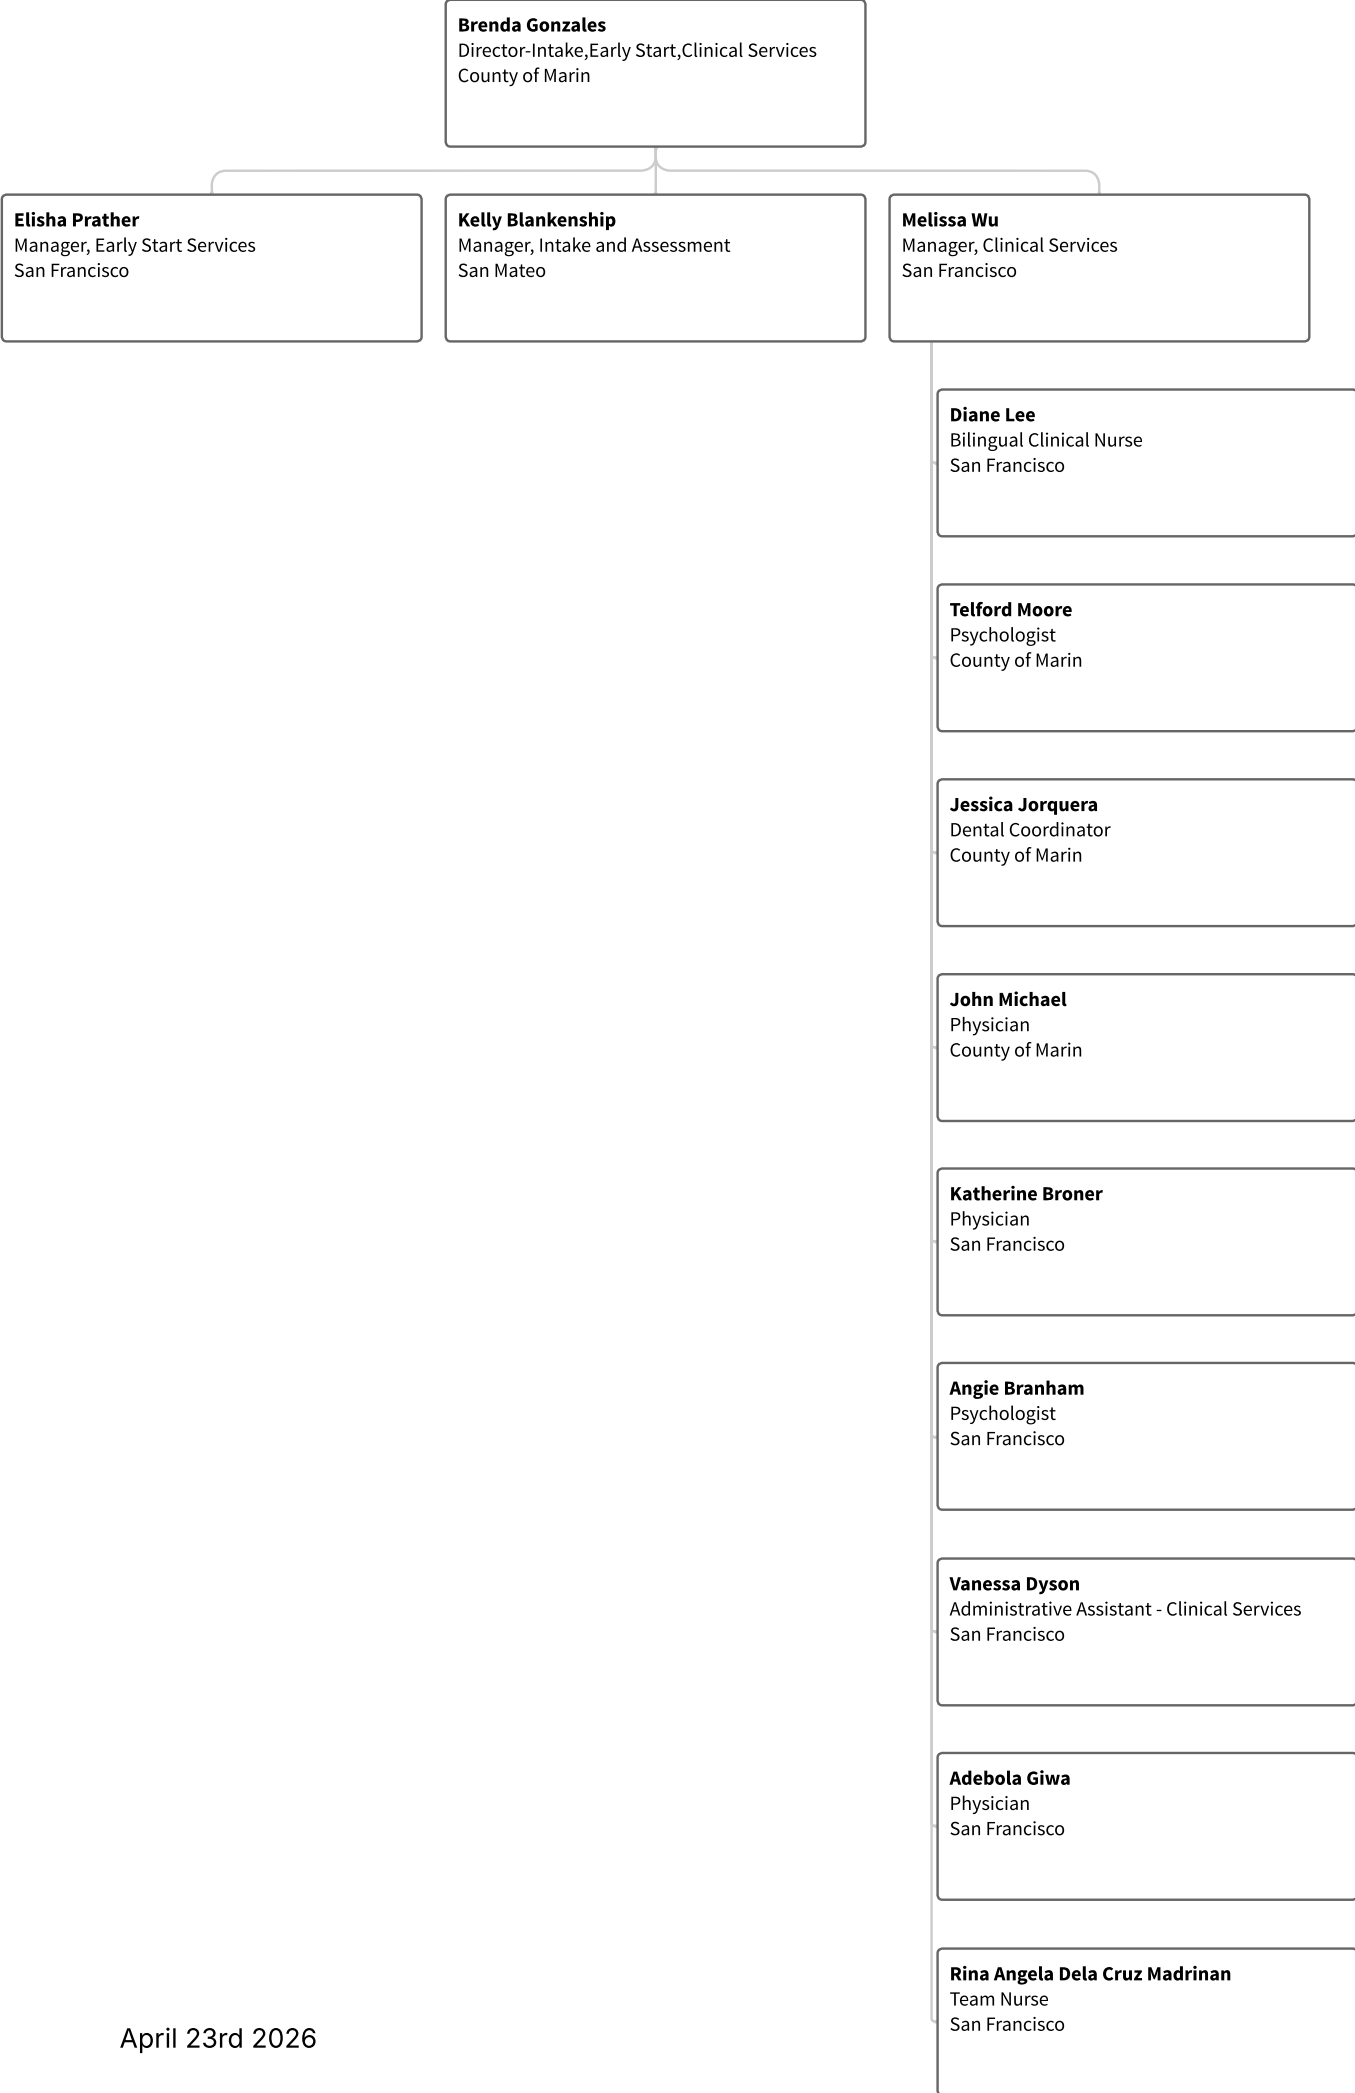 Brenda Gonzales
Director-Intake,Early Start,Clinical Services
County of Marin
Elisha Prather
Manager, Early Start Services
San Francisco
Kelly Blankenship
Manager, Intake and Assessment
San Mateo
Melissa Wu
Manager, Clinical Services
San Francisco
Diane Lee
Bilingual Clinical Nurse
San Francisco
Telford Moore
Psychologist
County of Marin
Jessica Jorquera
Dental Coordinator
County of Marin
John Michael
Physician
County of Marin
Katherine Broner
Physician
San Francisco
Angie Branham
Psychologist
San Francisco
Vanessa Dyson
Administrative Assistant - Clinical Services
San Francisco
Adebola Giwa
Physician
San Francisco
Rina Angela Dela Cruz Madrinan
Team Nurse
San Francisco
April 23rd 2026